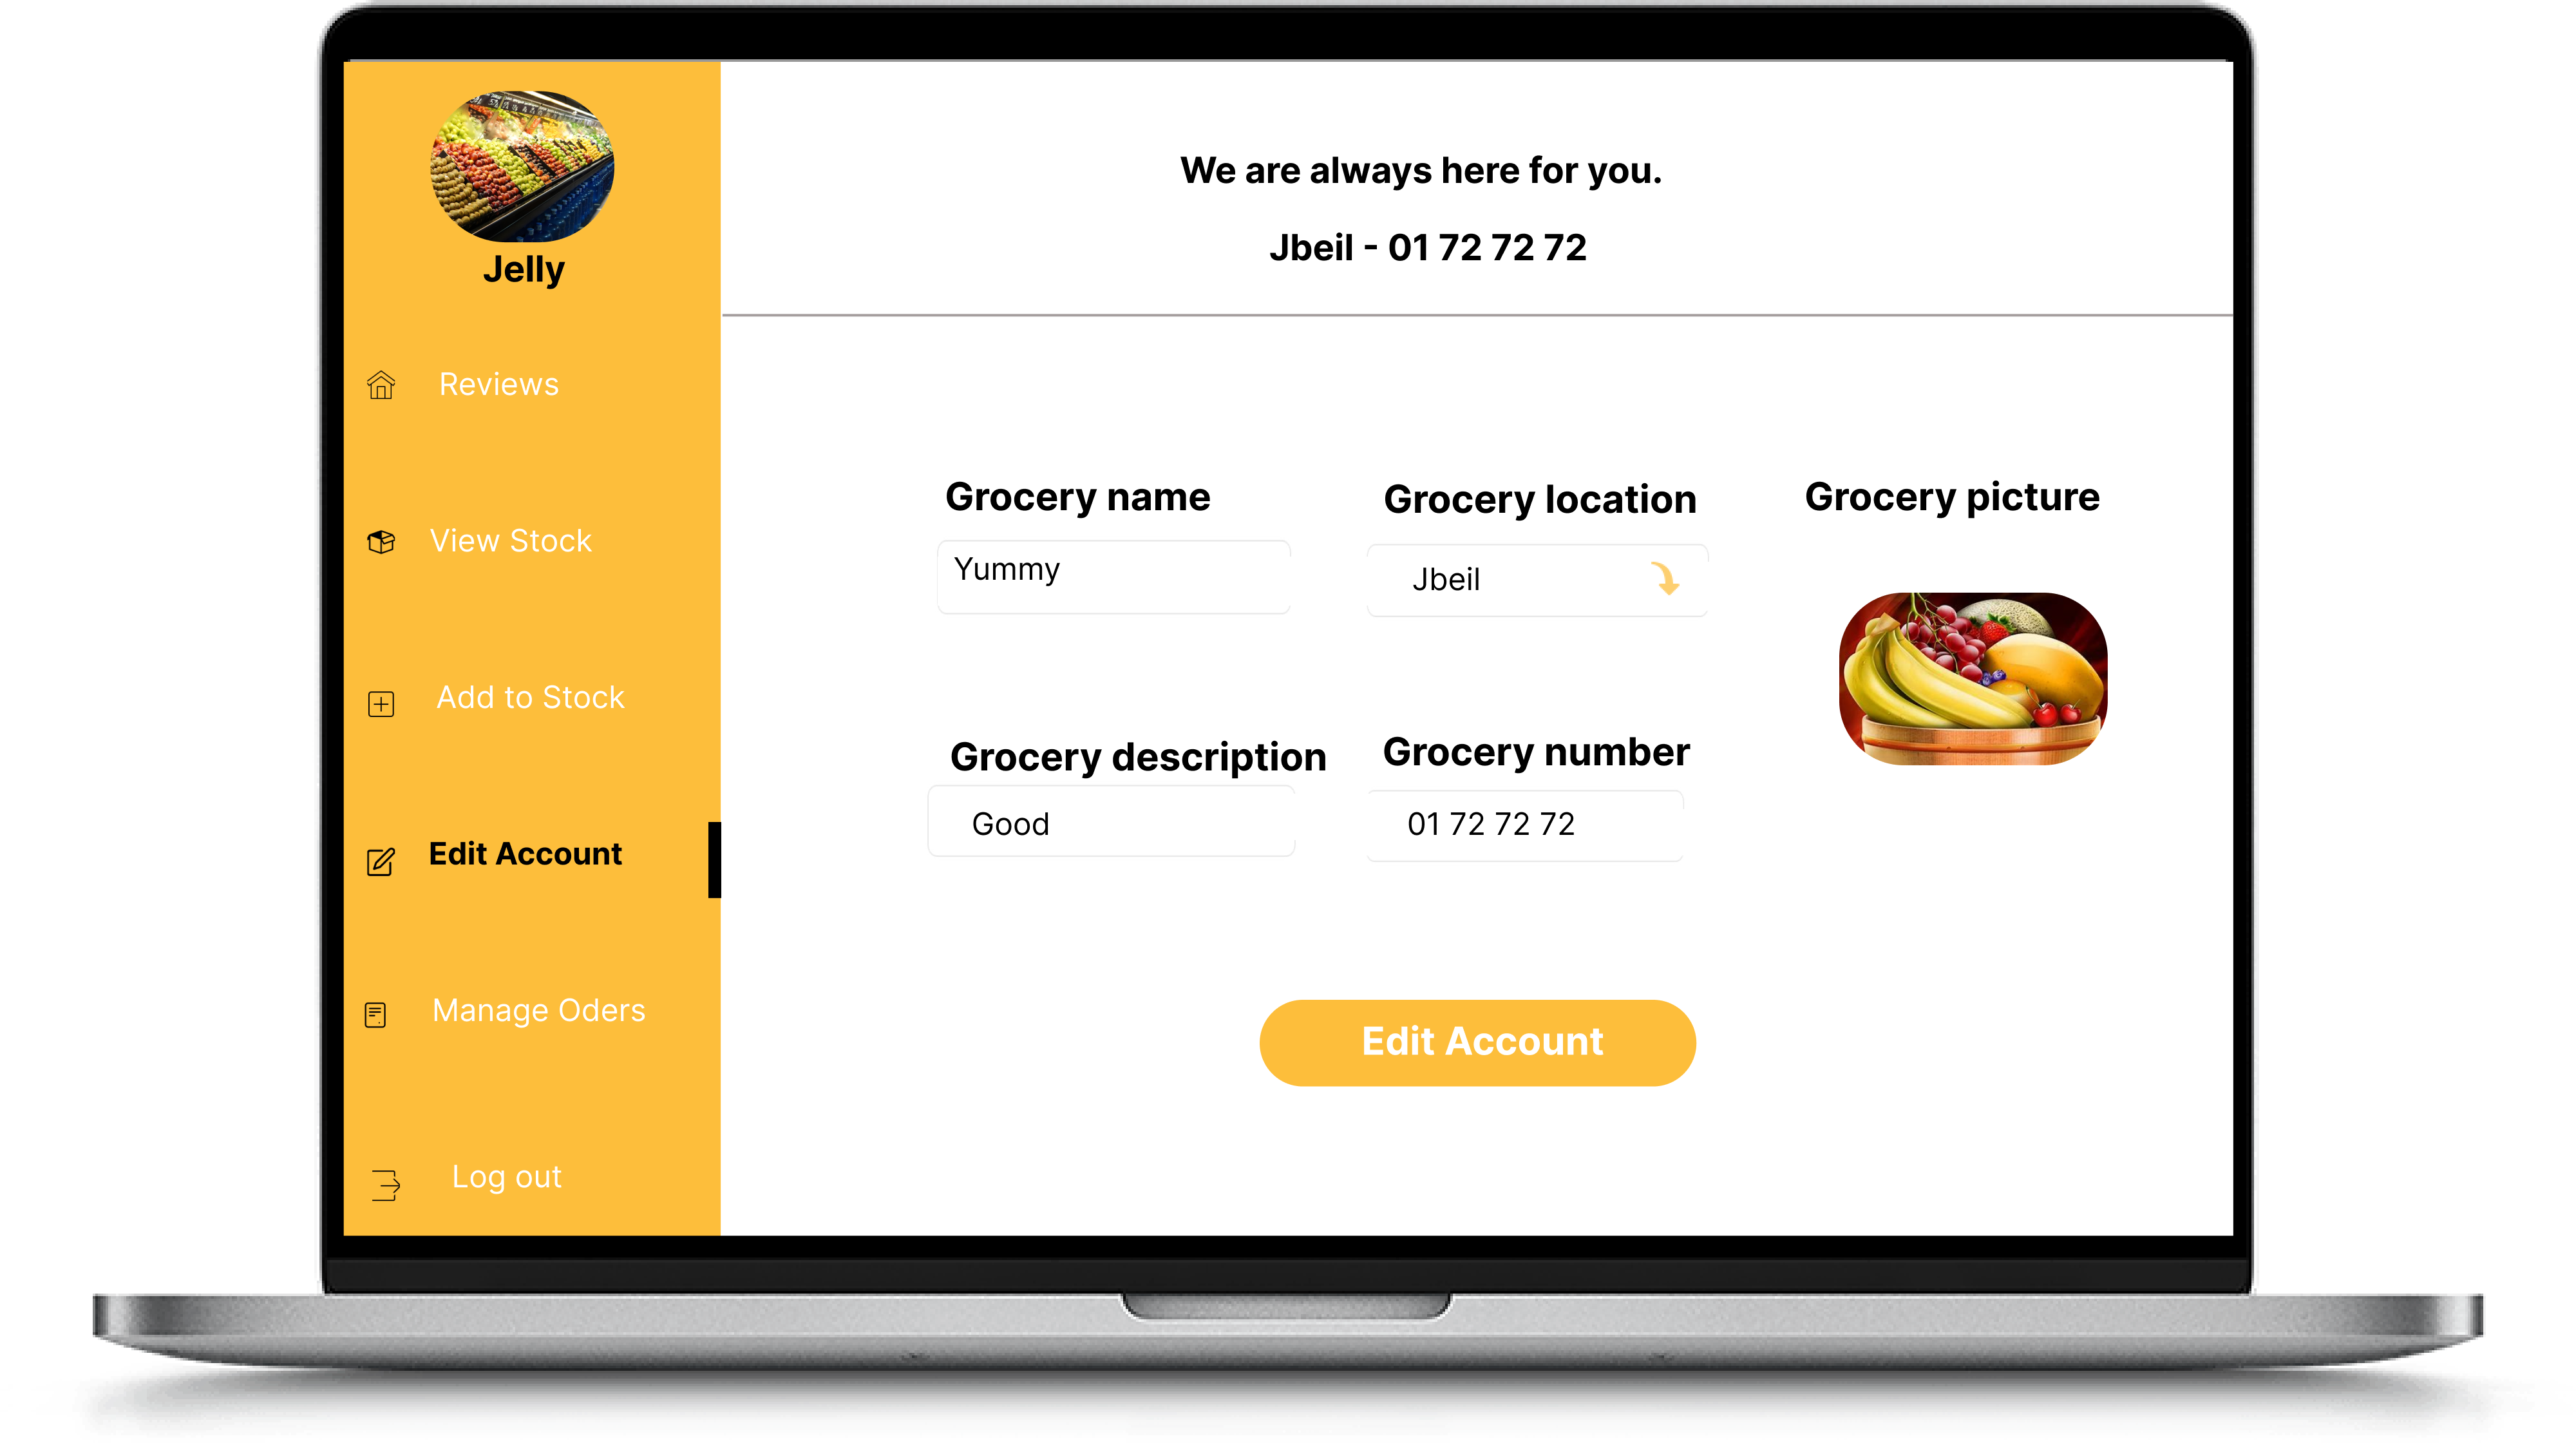 Jelly
Reviews
View Stock
Add to Stock
Edit Account
Manage Oders
Log out
We are always here for you.
Jbeil - 01 72 72 72
Grocery name
Yummy
Grocery location
Jbeil
Grocery picture
Grocery description
Good
Grocery number
01 72 72 72
Edit Account